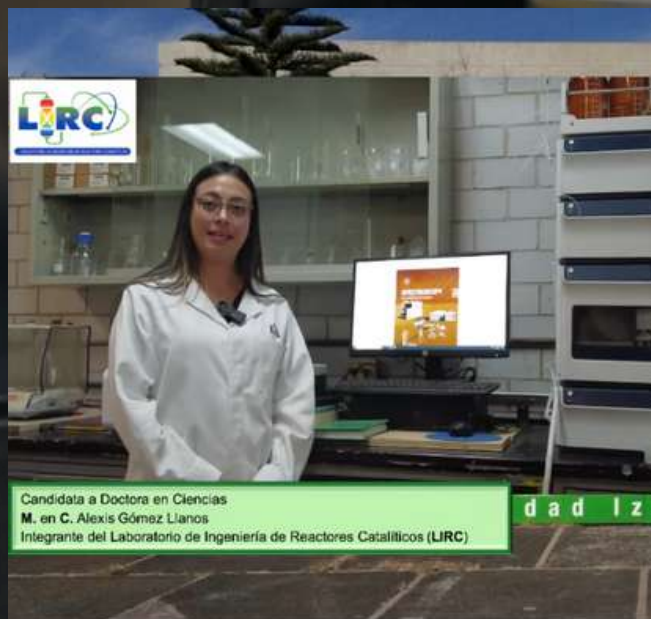 LIRC
Candidata a Doctora en Ciencias
M. en C. Alexis Gómez Llanos
Integrante del Laboratorio de Ingeniería de Reactores Catalíticos (LIRC)
dad Iz